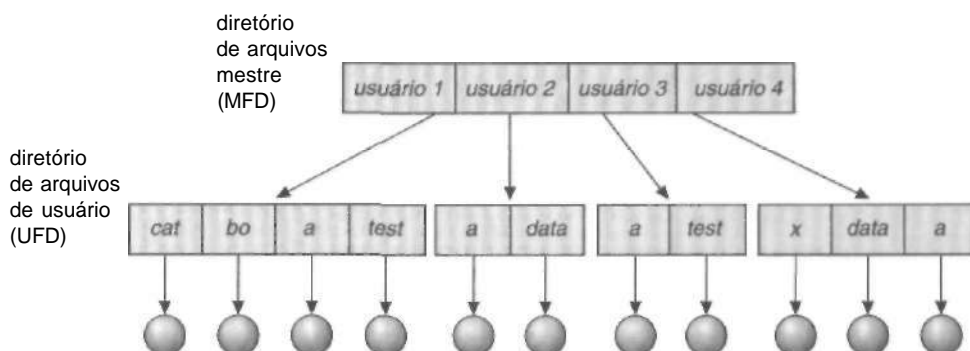 diretório
de arquivos
mestre
(MFD)
usuário 1 usuário 2 usuário 3 usuário 4
diretório
de arquivos
de usuário
(UFD)
cat bo a test a data a test x data a